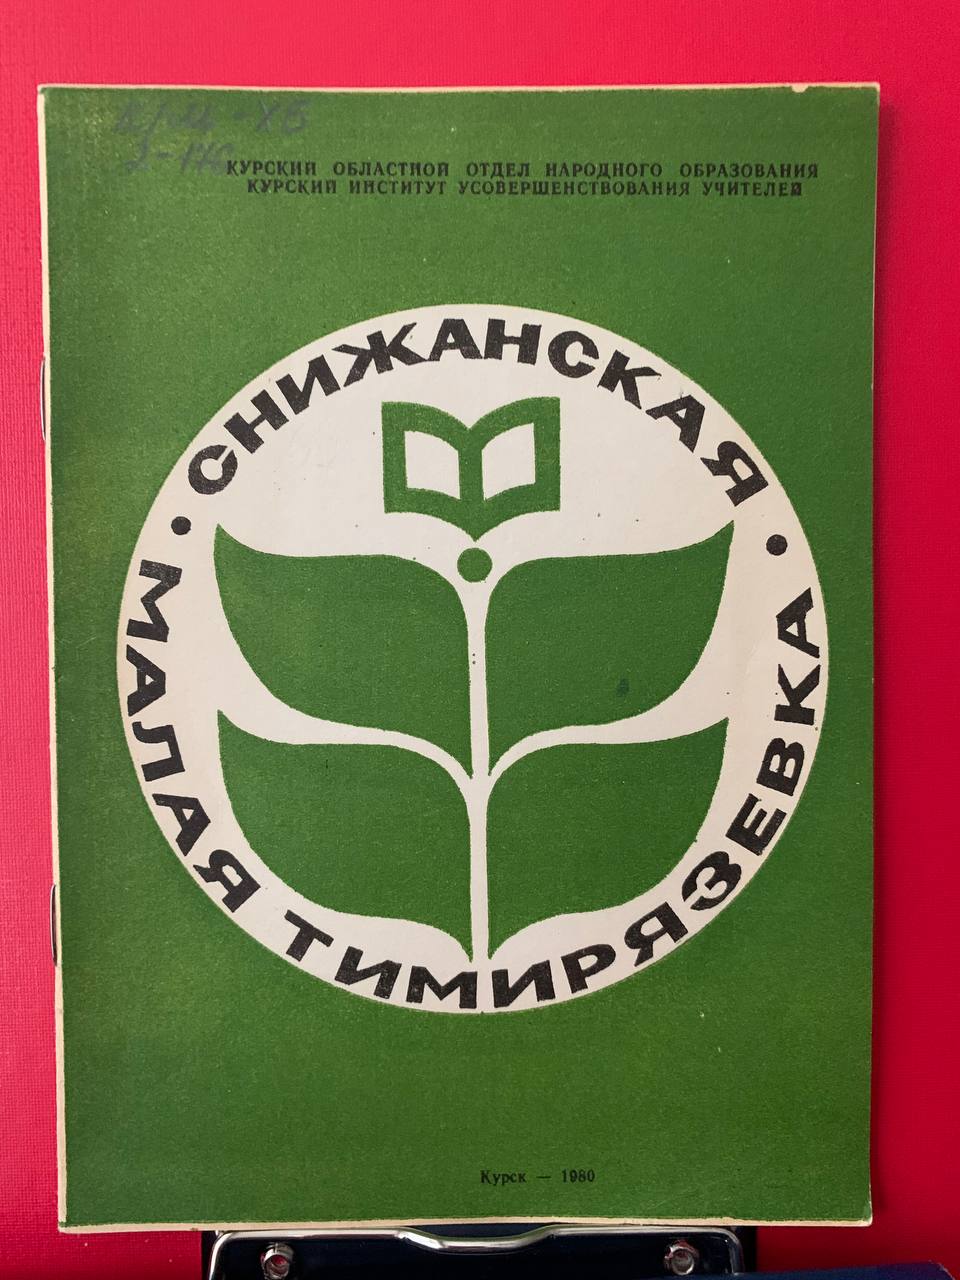 КУРСКИЙ ОБЛАСТНОЙ ОТДЕЛ НАРОДНОГО ОБРАЗОВАНИЯ
КУРСКИЙ ИНСТИТУТ УСОВЕРШЕНСТВОВАНИЯ УЧИТЕЛЕЙ
СНИЖАНСКАЯ
МАЛАЯ ТИМИРЯЗЕВКА
Курск — 1980